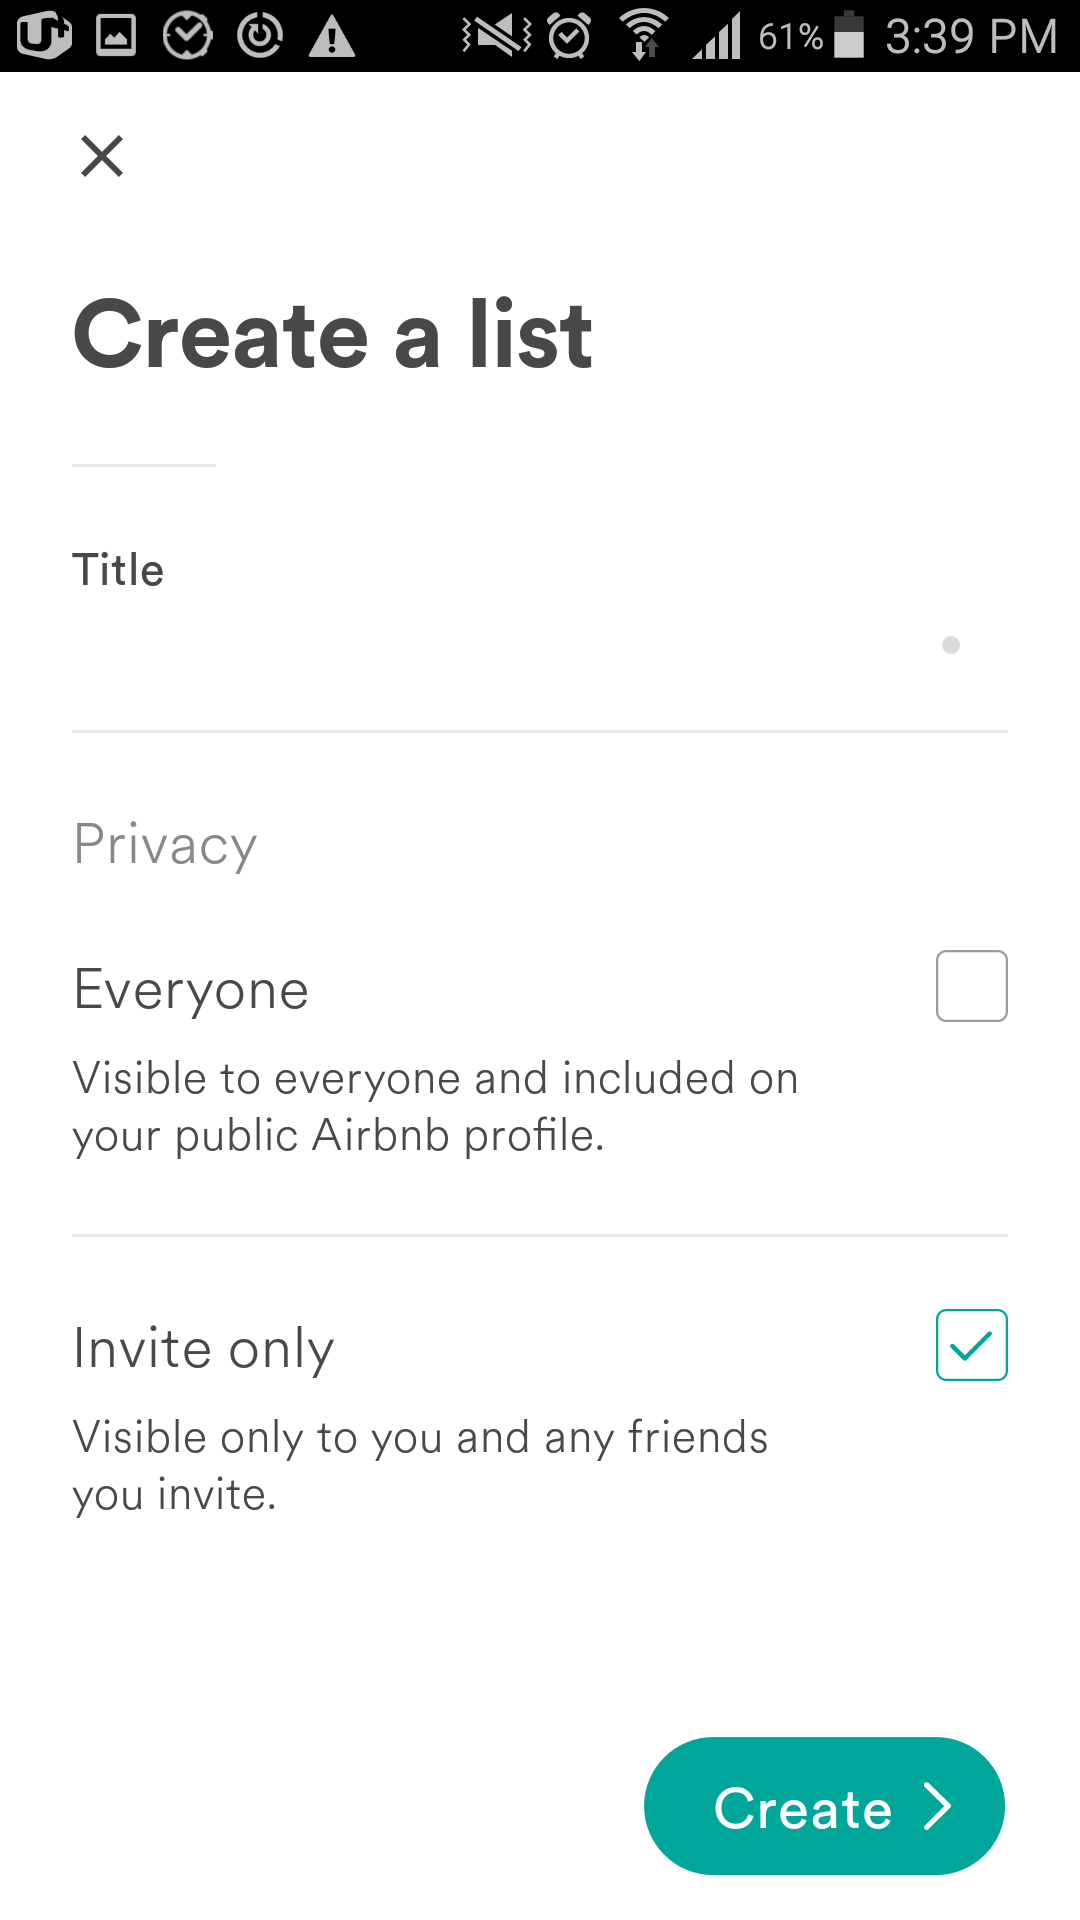 61% 3:39 PM
Create a list
Title
Privacy
Everyone
Visible to everyone and included on
your public Airbnb profile.
Invite only
Visible only to you and any friends
you invite.
Create